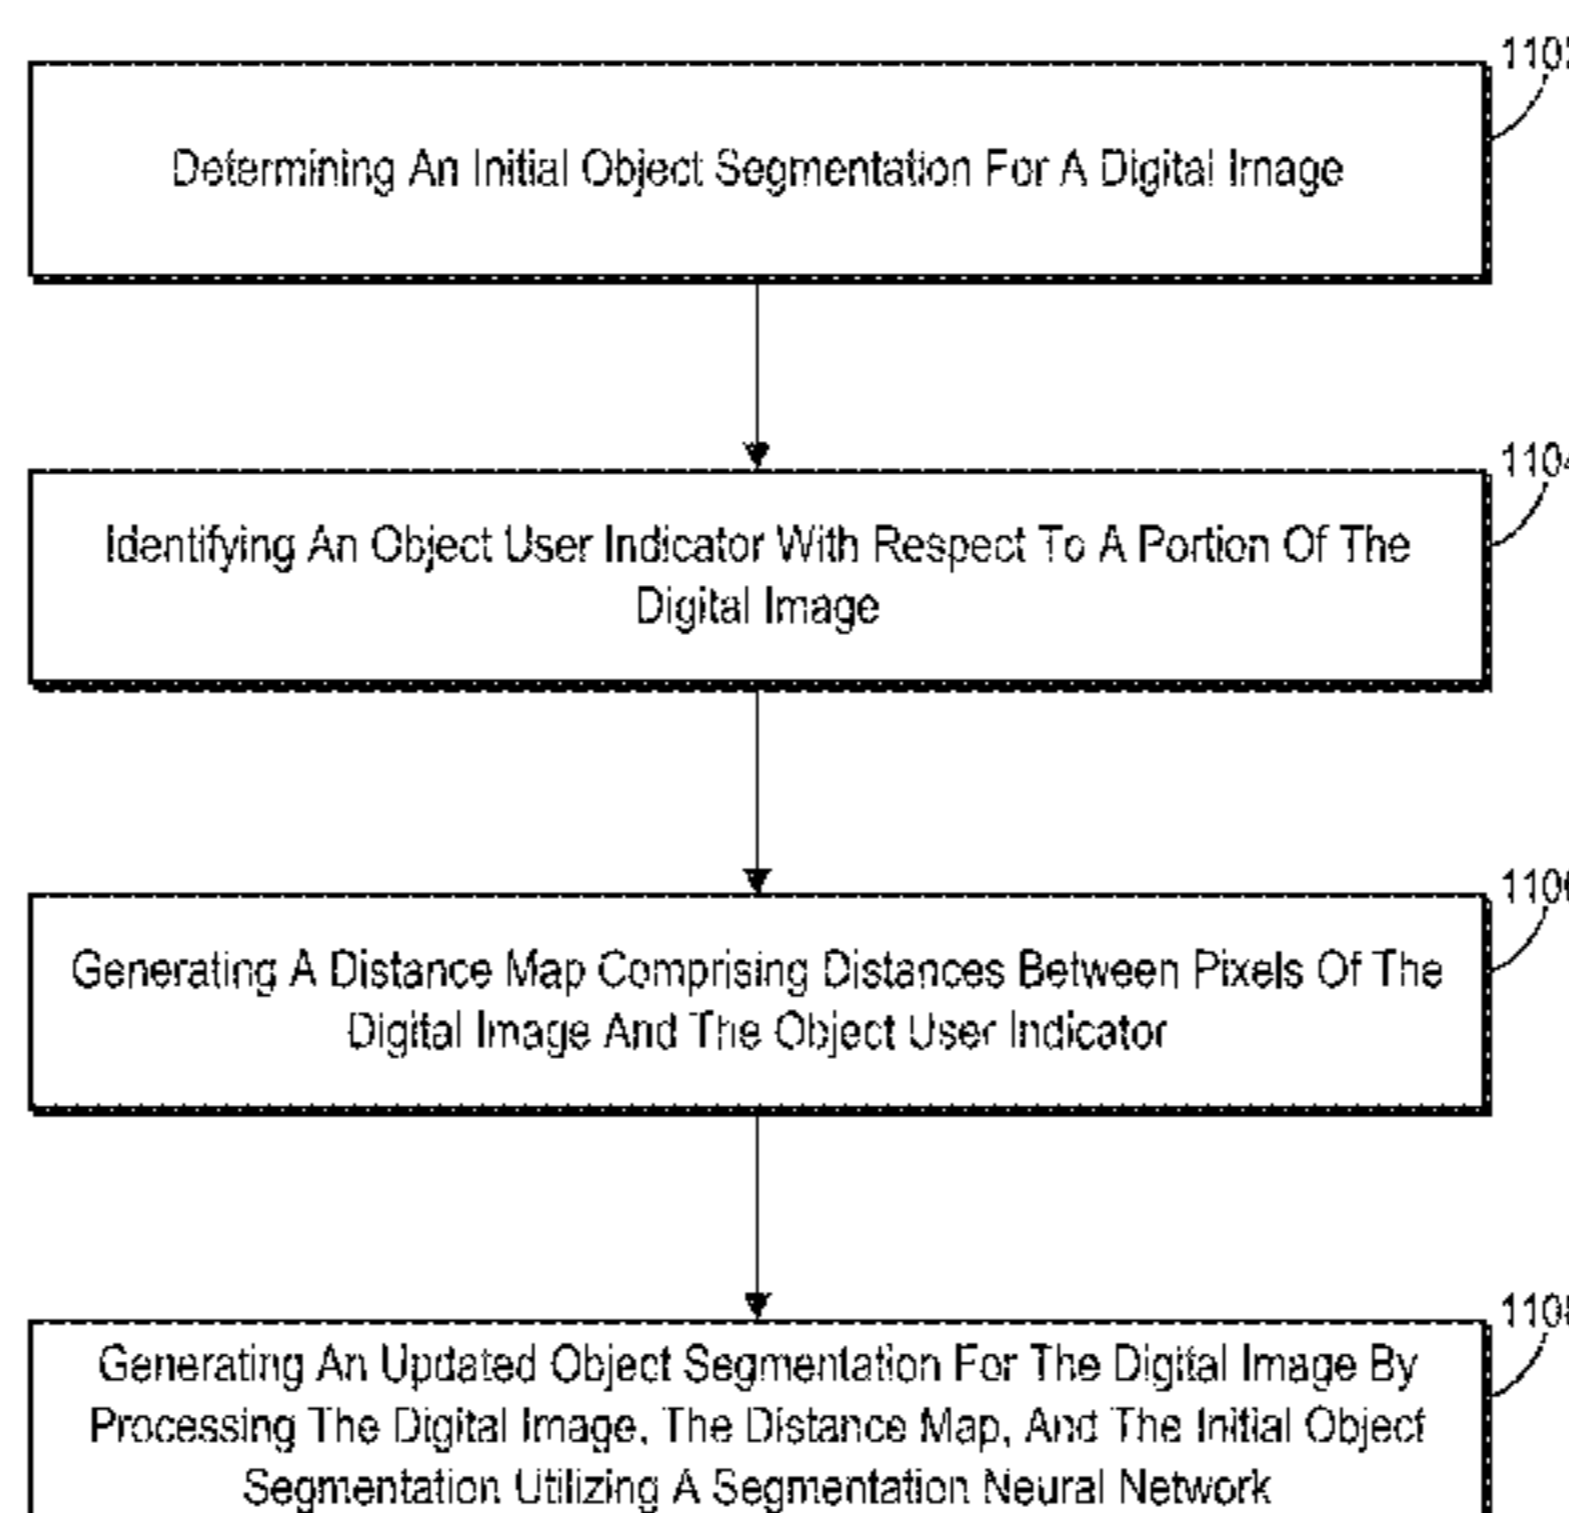 1102
Determining An Initial Object Segmentation For A Digital Image
1104
Identifying An Object User Indicator With Respect To A Portion Of The
Digital Image
1106
Generating A Distance Map Comprising Distances Between Pixels Of The
Digital Image And The Object User Indicator
1108
Generating An Updated Object Segmentation For The Digital Image By
Processing The Digital Image, The Distance Map, And The Initial Object
Segmentation Utilizing A Segmentation Neural Network